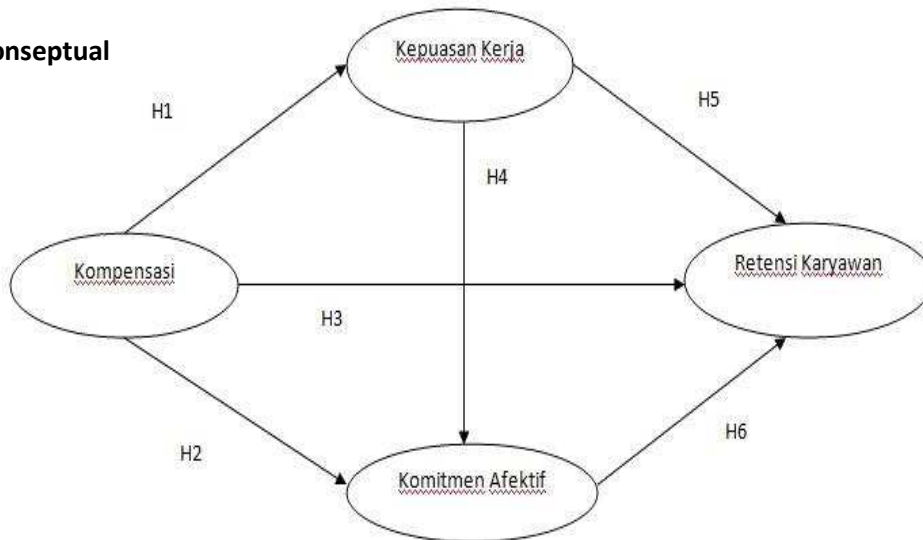 onseptual
Kepuasan Kerja
H1
H5
H4
Kompensasi
Retensi Karyawan
H3
H2
H6
Komitmen Afektif